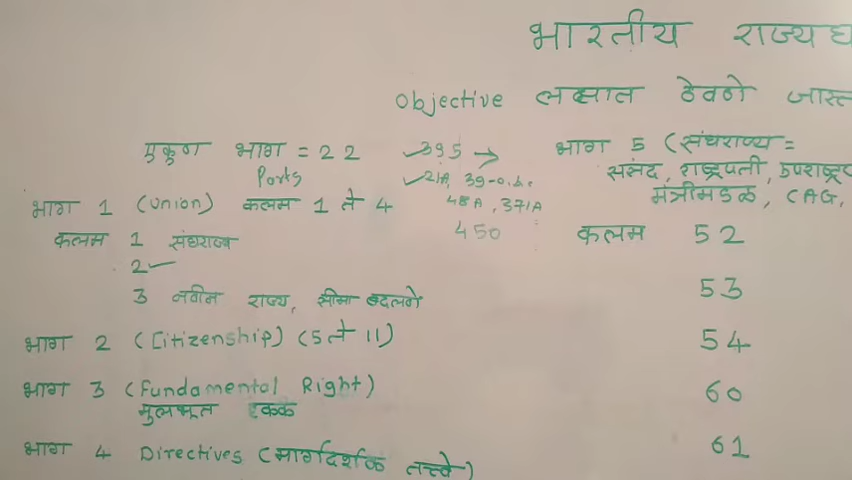 भारतीय राज्यघ
Objective लक्षात ठेवणे जास्त
एकुण भाग = 22
Parts
✓395 →
✓21A, 39-a.b.c
48A, 371A
450
भाग 1 (Union) कलम 1 ते 4
कलम 1 संघराज्य
2 ✓
3 नवीन राज्य, सीमा बदलणे
भाग 2 (Citizenship) (5 ते 11)
भाग 3 (Fundamental Right)
मुलभूत हक्क
भाग 4 Directives (मार्गदर्शक तत्त्वे)
भाग 5 (संघराज्य =
संसद, राष्ट्रपती, उपराष्ट्रप
मंत्रीमंडळ, CAG,
कलम 52
53
54
60
61